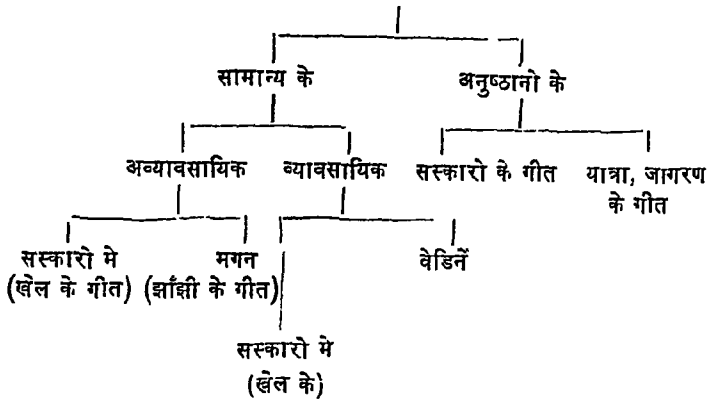 सामान्य के अनुष्ठानो के
अव्यावसायिक व्यावसायिक सस्कारो के गीत यात्रा, जागरण
के गीत
सस्कारो मे मगन वेडिनें
(खेल के गीत) (झाँझी के गीत)
सस्कारो मे
(खेल के)